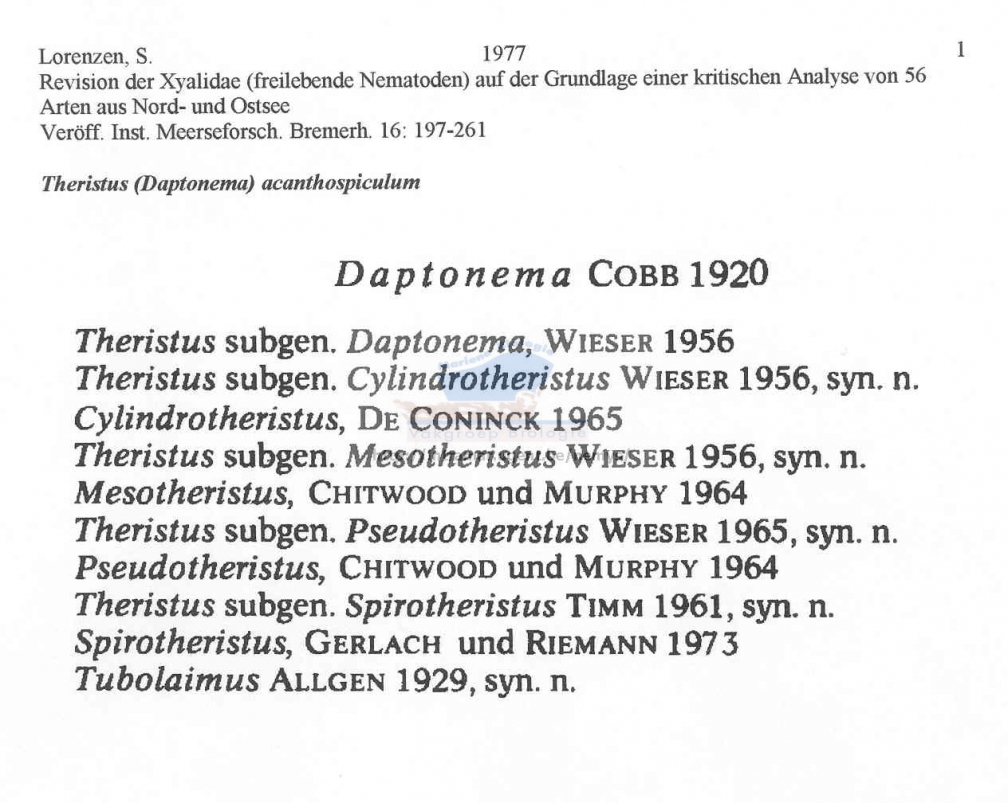 Lorenzen, S. 1977 1
Revision der Xyalidae (freilebende Nematoden) auf der Grundlage einer kritischen Analyse von 56
Arten aus Nord- und Ostsee
Veröff. Inst. Meerseforsch. Bremerh. 16: 197-261
Theristus (Daptonema) acanthospiculum
Daptonema COBB 1920
Theristus subgen. Daptonema, WIESER 1956
Theristus subgen. Cylindrotheristus WIESER 1956, syn. n.
Cylindrotheristus, DE CONINCK 1965
Theristus subgen. Mesotheristus WIESER 1956, syn. n.
Mesotheristus, CHITWOOD und MURPHY 1964
Theristus subgen. Pseudotheristus WIESER 1965, syn. n.
Pseudotheristus, CHITWOOD und MURPHY 1964
Theristus subgen. Spirotheristus TIMM 1961, syn. n.
Spirotheristus, GERLACH und RIEMANN 1973
Tubolaimus ALLGEN 1929, syn. n.
vakgroep biologie